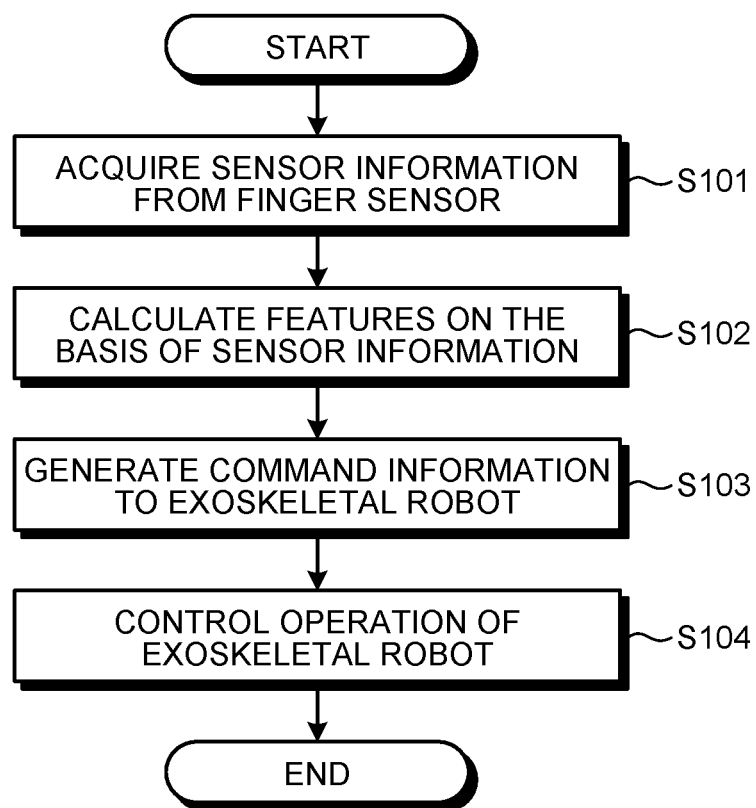 START
ACQUIRE SENSOR INFORMATION
FROM FINGER SENSOR
S101
CALCULATE FEATURES ON THE
BASIS OF SENSOR INFORMATION
S102
GENERATE COMMAND INFORMATION
TO EXOSKELETAL ROBOT
S103
CONTROL OPERATION OF
EXOSKELETAL ROBOT
S104
END